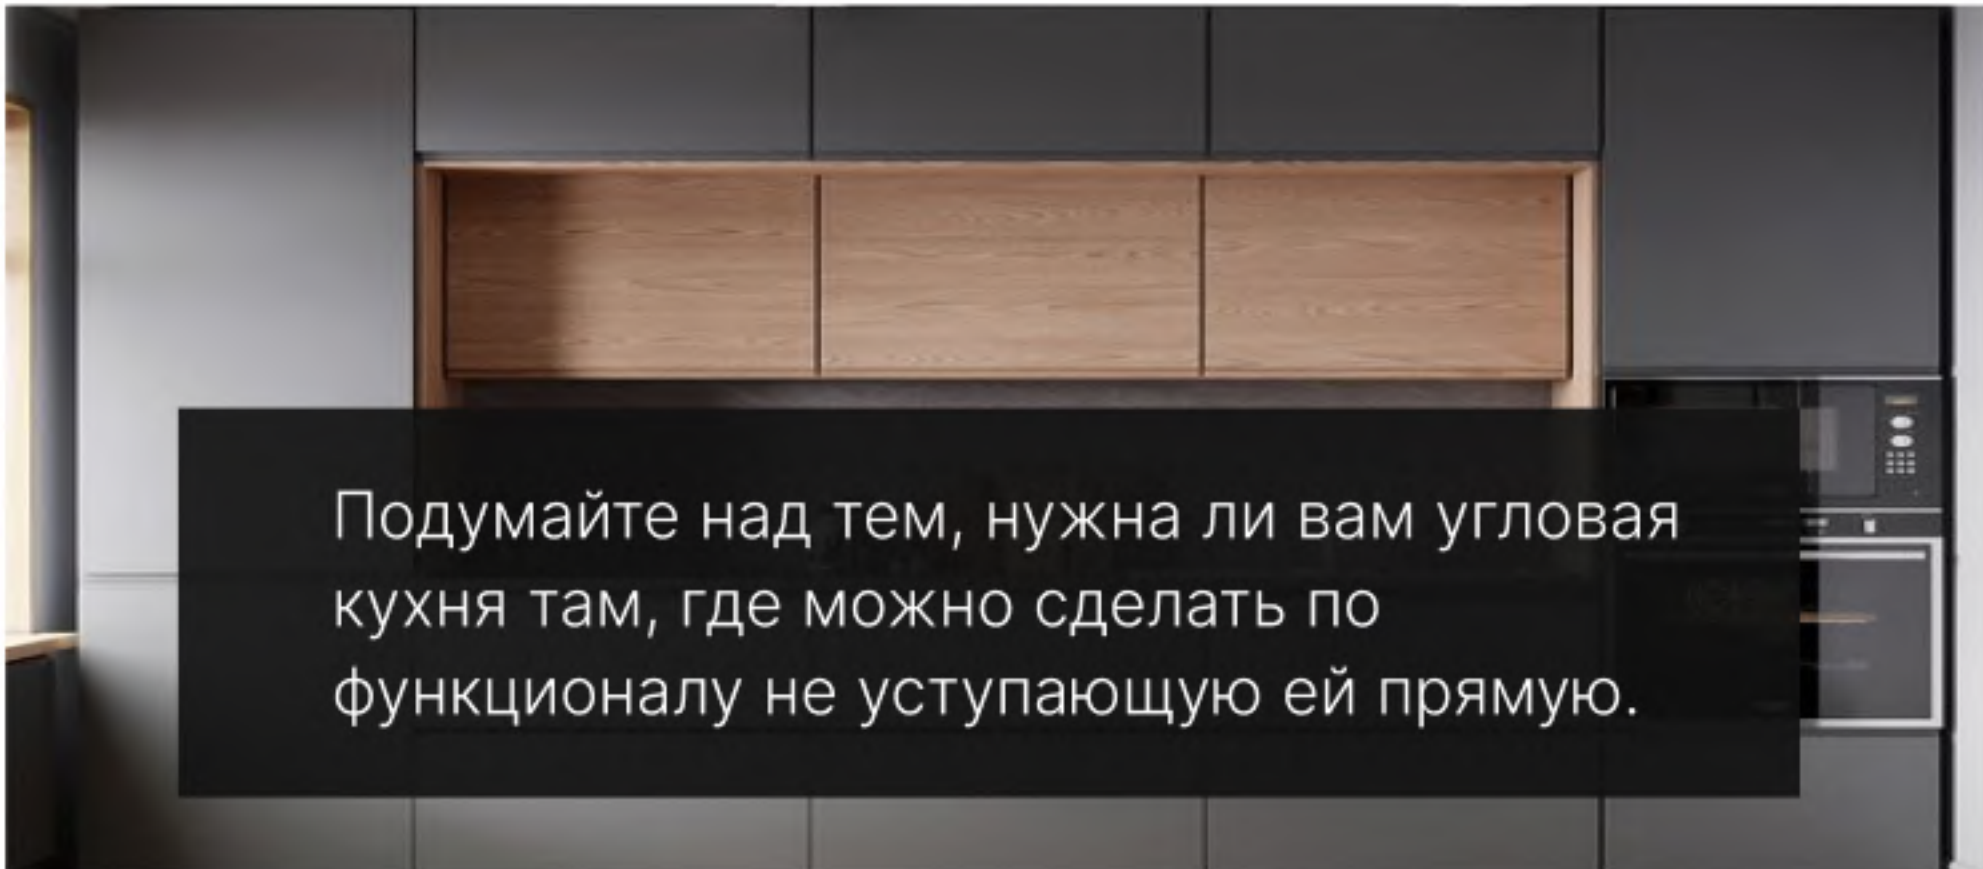 Подумайте над тем, нужна ли вам угловая
кухня там, где можно сделать по
функционалу не уступающую ей прямую.